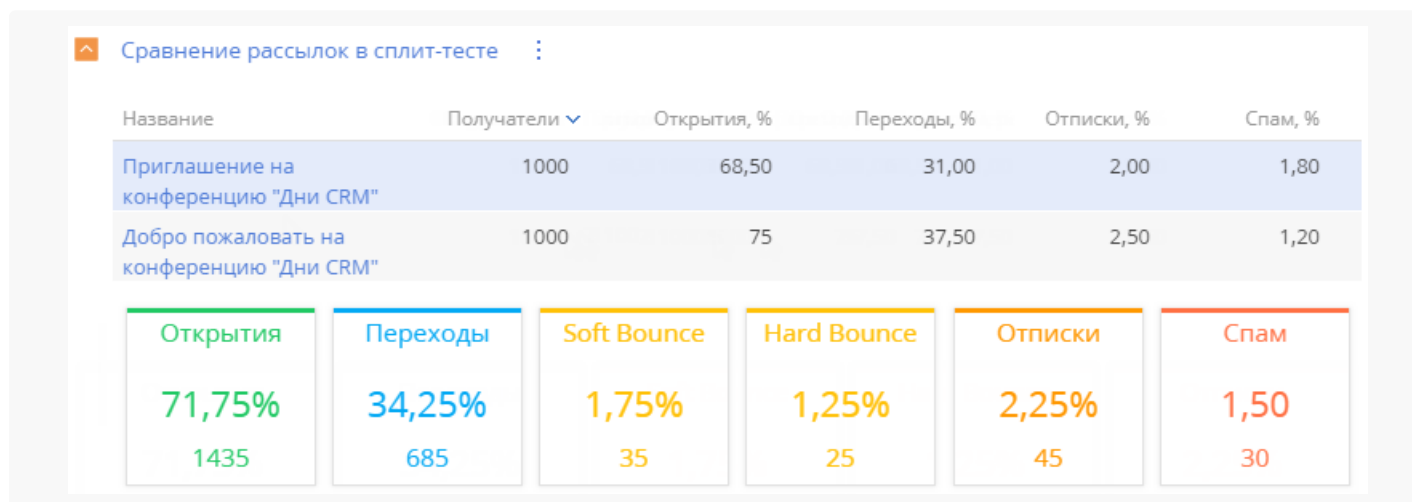 Сравнение рассылок в сплит-тесте
Название Получатели Открытия, % Переходы, % Отписки, % Спам, %
Приглашение на 1000 68,50 31,00 2,00 1,80
конференцию "Дни CRM"
Добро пожаловать на 1000 75 37,50 2,50 1,20
конференцию "Дни CRM"
Открытия Переходы Soft Bounce Hard Bounce Отписки Спам
71,75% 34,25% 1,75% 1,25% 2,25% 1,50
1435 685 35 25 45 30